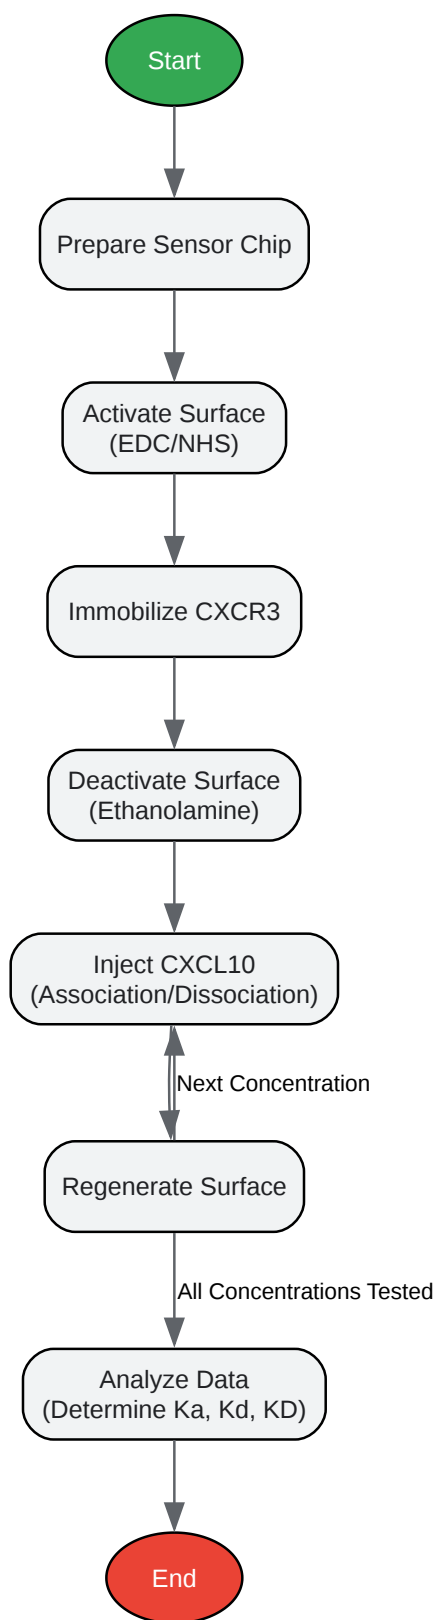 Start
Prepare Sensor Chip
Activate Surface
(EDC/NHS)
Immobilize CXCR3
Deactivate Surface
(Ethanolamine)
Inject CXCL10
(Association/Dissociation)
Next Concentration
Regenerate Surface
All Concentrations Tested
Analyze Data
(Determine Ka, Kd, KD)
End